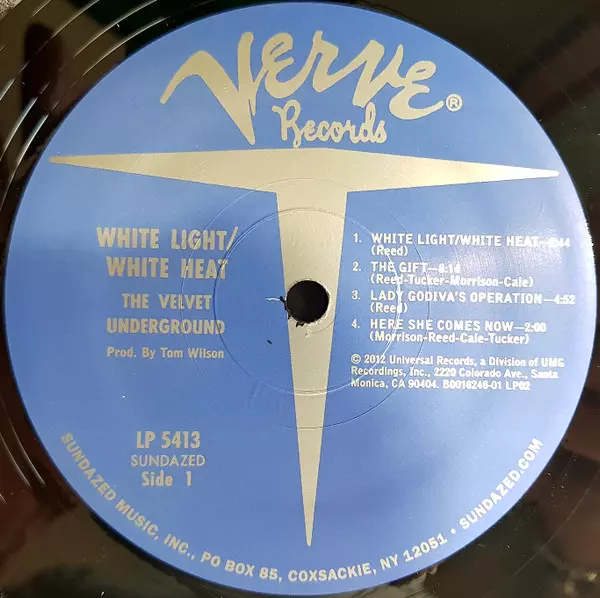 Verve®
Records
WHITE LIGHT/
WHITE HEAT
THE VELVET
UNDERGROUND
Prod. By Tom Wilson
LP 5413
SUNDAZED
Side 1
1. WHITE LIGHT/WHITE HEAT—2:44
(Reed)
2. THE GIFT—8:14
(Reed-Tucker-Morrison-Cale)
3. LADY GODIVA'S OPERATION—4:52
(Reed)
4. HERE SHE COMES NOW—2:00
(Morrison-Reed-Cale-Tucker)
© 2012 Universal Records, a Division of UMG
Recordings, Inc., 2220 Colorado Ave., Santa
Monica, CA 90404. B0016246-01 LP02
SUNDAZED MUSIC, INC., PO BOX 85, COXSACKIE, NY 12051 • SUNDAZED.COM